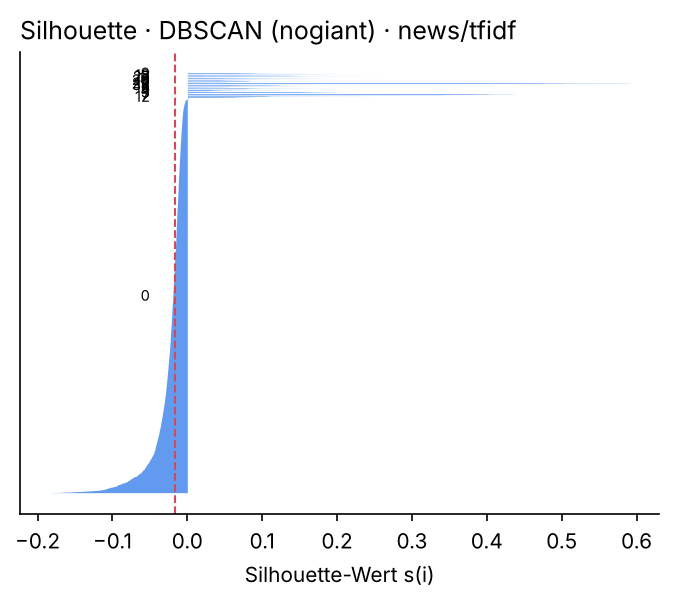 Silhouette · DBSCAN (nogiant) · news/tfidf
12
0
−0.2 −0.1 0.0 0.1 0.2 0.3 0.4 0.5 0.6
Silhouette-Wert s(i)